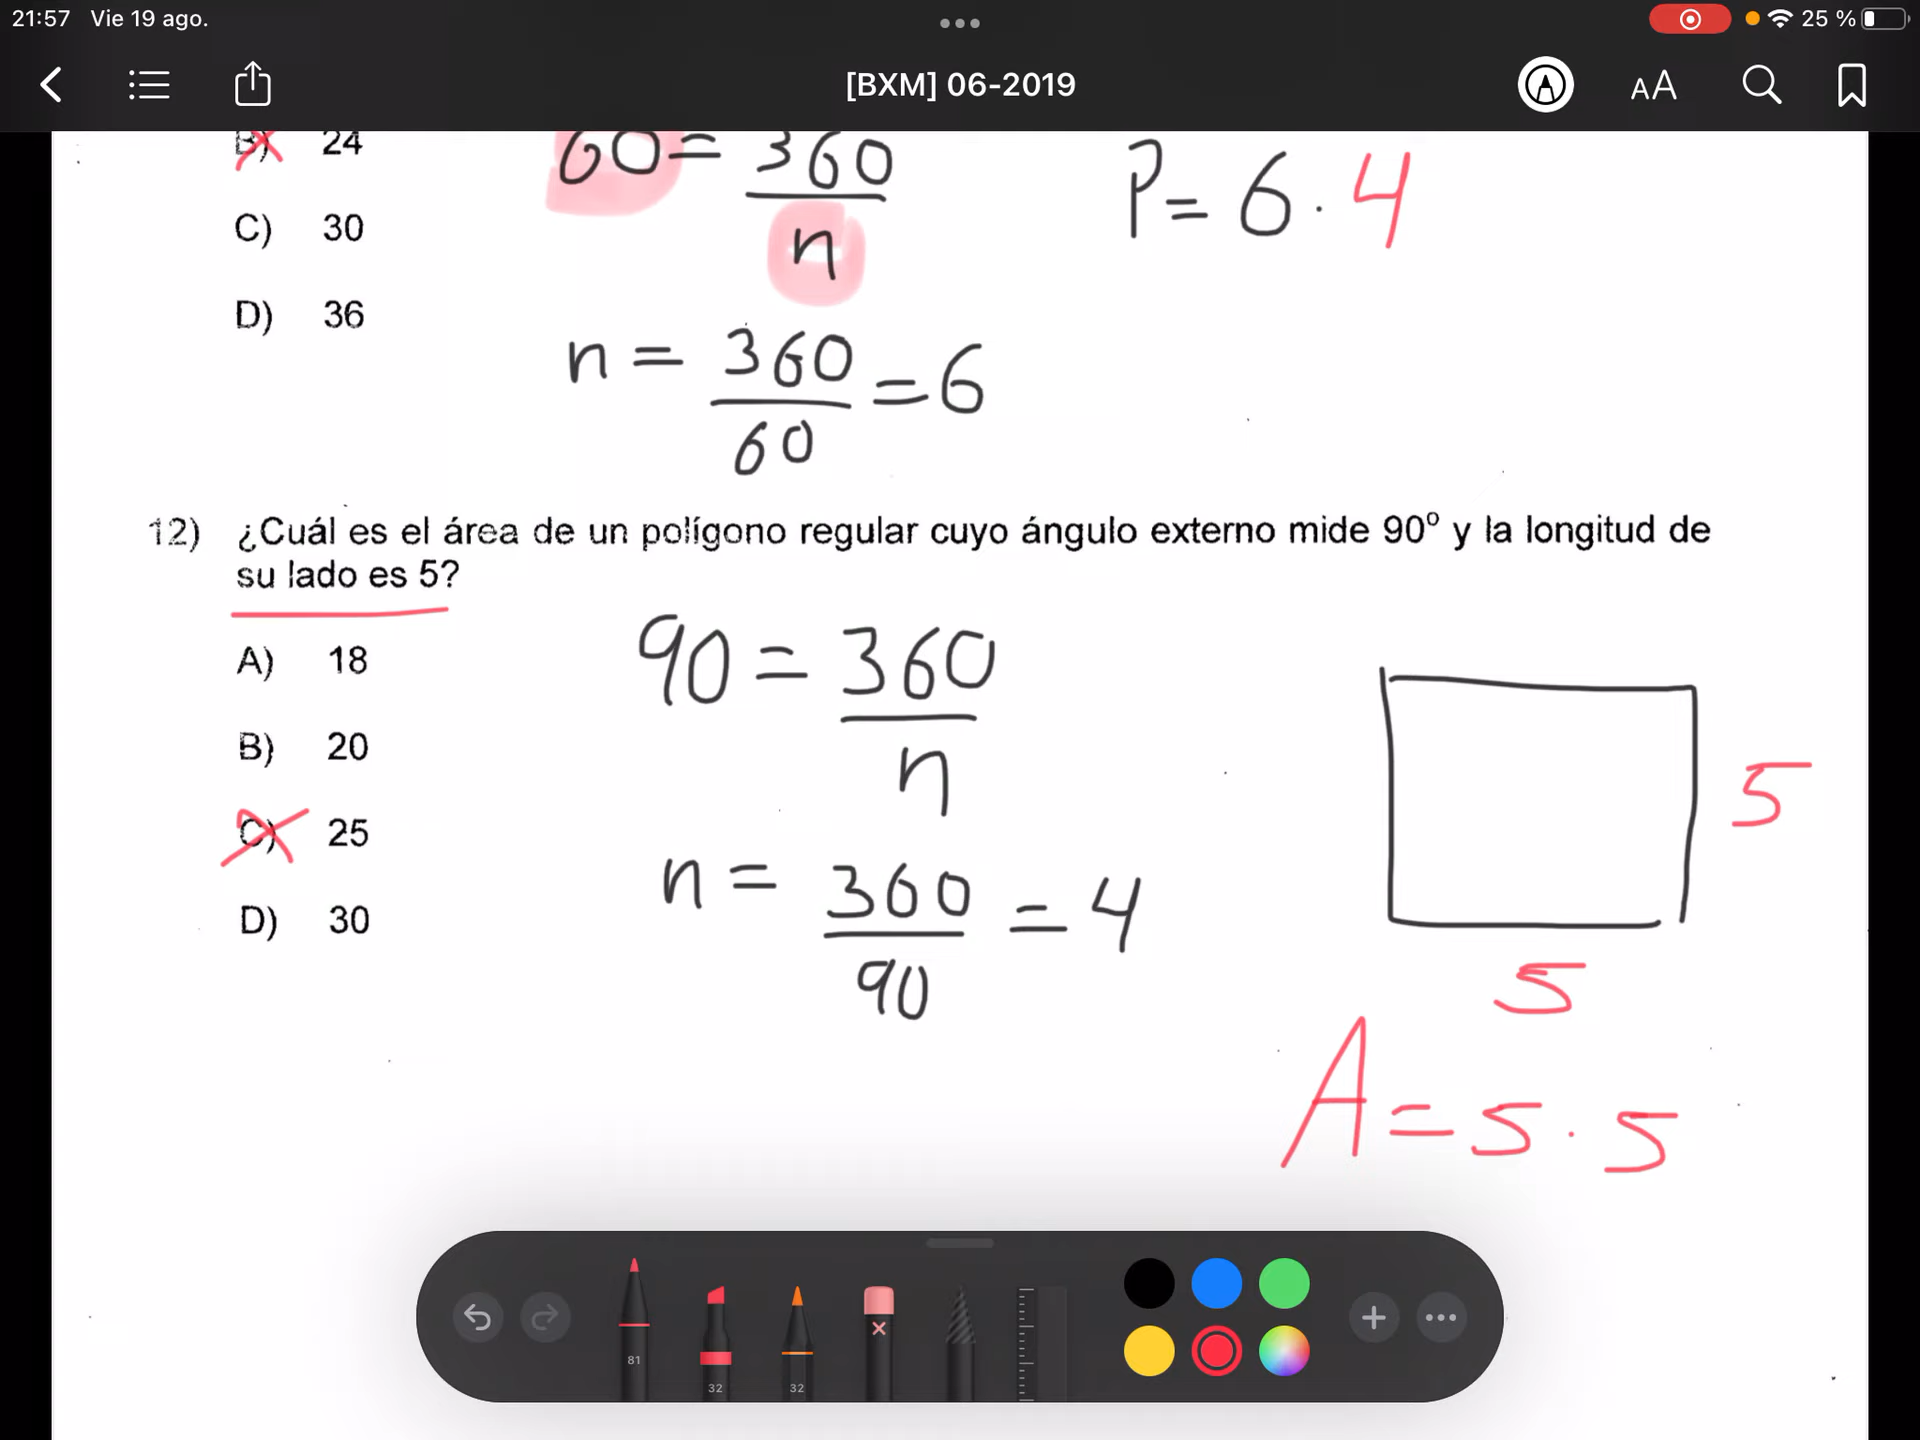 21:57 Vie 19 ago. 25 %
[BXM] 06-2019
B) 24
60 = 360
n
P = 6 · 4
C) 30
D) 36
n = 360 = 6
60
12) ¿Cuál es el área de un polígono regular cuyo ángulo externo mide 90º y la longitud de
su lado es 5?
A) 18
90 = 360
n
B) 20
5
C) 25
n = 360 = 4
90
D) 30
5
A = 5 · 5
81
32
32